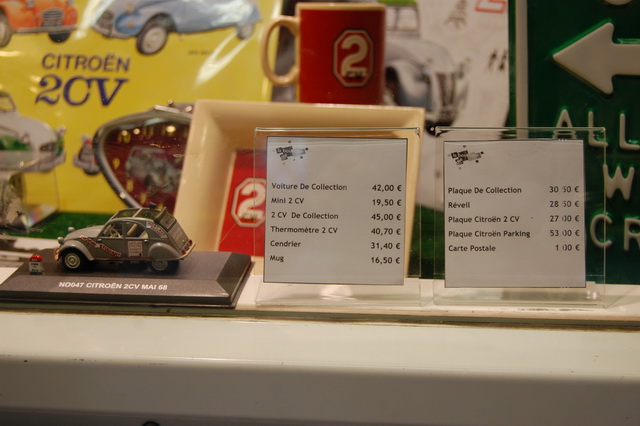 CITROËN
2CV
2
2
Voiture De Collection 42,00 €
Mini 2 CV 19,50 €
2 CV De Collection 45,00 €
Thermomètre 2 CV 40,70 €
Cendrier 31,40 €
Mug 16,50 €
Plaque De Collection 30 50 €
Réveil 28 50 €
Plaque Citroën 2 CV 27 00 €
Plaque Citroën Parking 53 00 €
Carte Postale 1 00 €
ALL
W
CR
NO047 CITROËN 2CV MAI 68